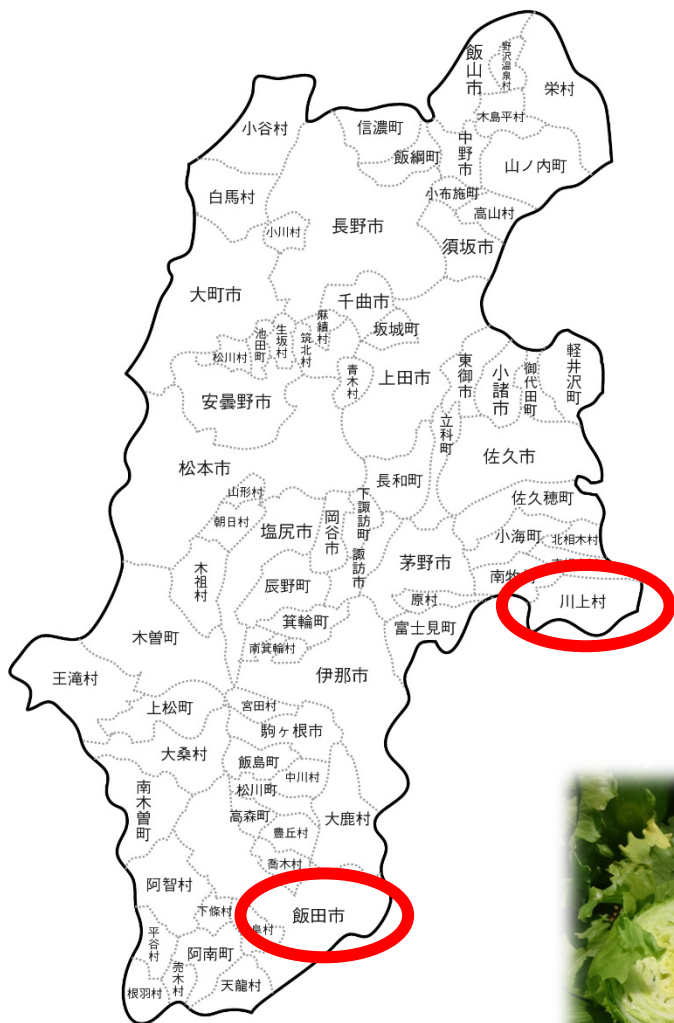 飯山市
野沢温泉村
栄村
小谷村
信濃町
飯綱町
中野市
木島平村
山ノ内町
白馬村
小川村
長野市
小布施町
高山村
須坂市
大町市
千曲市
麻績村
坂城町
池田町
生坂村
筑北村
松川村
青木村
上田市
東御市
小諸市
御代田町
軽井沢町
安曇野市
立科町
佐久市
松本市
長和町
山形村
朝日村
塩尻市
岡谷市
下諏訪町
諏訪市
佐久穂町
小海町
北相木村
茅野市
木祖村
辰野町
原村
川上村
箕輪町
富士見町
南箕輪村
木曽町
伊那市
王滝村
上松町
宮田村
駒ヶ根市
大桑村
飯島町
中川村
松川町
南木曽町
高森町
大鹿村
豊丘村
喬木村
阿智村
下條村
飯田市
平谷村
阿南町
売木村
根羽村
天龍村